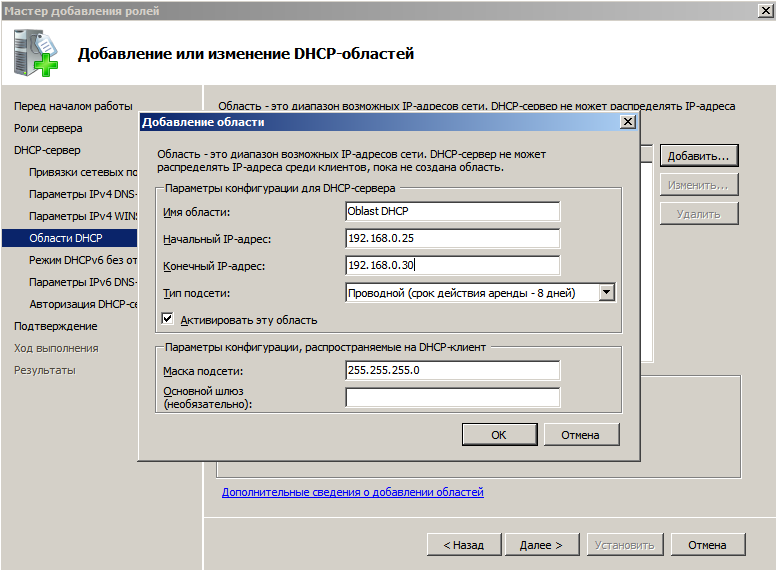 Мастер добавления ролей
Добавление или изменение DHCP-областей
Перед началом работы
Роли сервера
DHCP-сервер
Привязки сетевых по
Параметры IPv4 DNS-
Параметры IPv4 WINS
Области DHCP
Режим DHCPv6 без от
Параметры IPv6 DNS-
Авторизация DHCP-се
Подтверждение
Ход выполнения
Результаты
Область - это диапазон возможных IP-адресов сети. DHCP-сервер не может распределять IP-адреса
Добавить...
Изменить...
Удалить
Добавление области
Область - это диапазон возможных IP-адресов сети. DHCP-сервер не может
распределять IP-адреса среди клиентов, пока не создана область.
Параметры конфигурации для DHCP-сервера
Имя области: Oblast DHCP
Начальный IP-адрес: 192.168.0.25
Конечный IP-адрес: 192.168.0.30
Тип подсети: Проводной (срок действия аренды - 8 дней)
Активировать эту область
Параметры конфигурации, распространяемые на DHCP-клиент
Маска подсети: 255.255.255.0
Основной шлюз
(необязательно):
ОК Отмена
Дополнительные сведения о добавлении областей
< Назад Далее > Установить Отмена